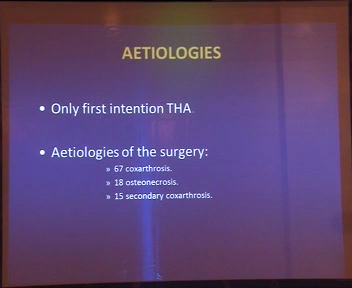 AETIOLOGIES
• Only first intention THA.
• Aetiologies of the surgery:
» 67 coxarthrosis.
» 18 osteonecrosis.
» 15 secondary coxarthrosis.